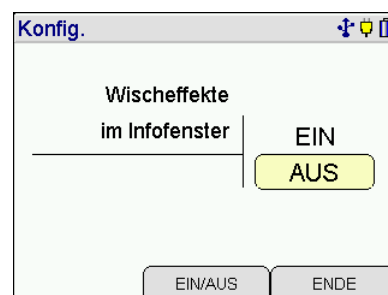 Konfig.
Wischeffekte
im Infofenster
EIN
AUS
EIN/AUS ENDE